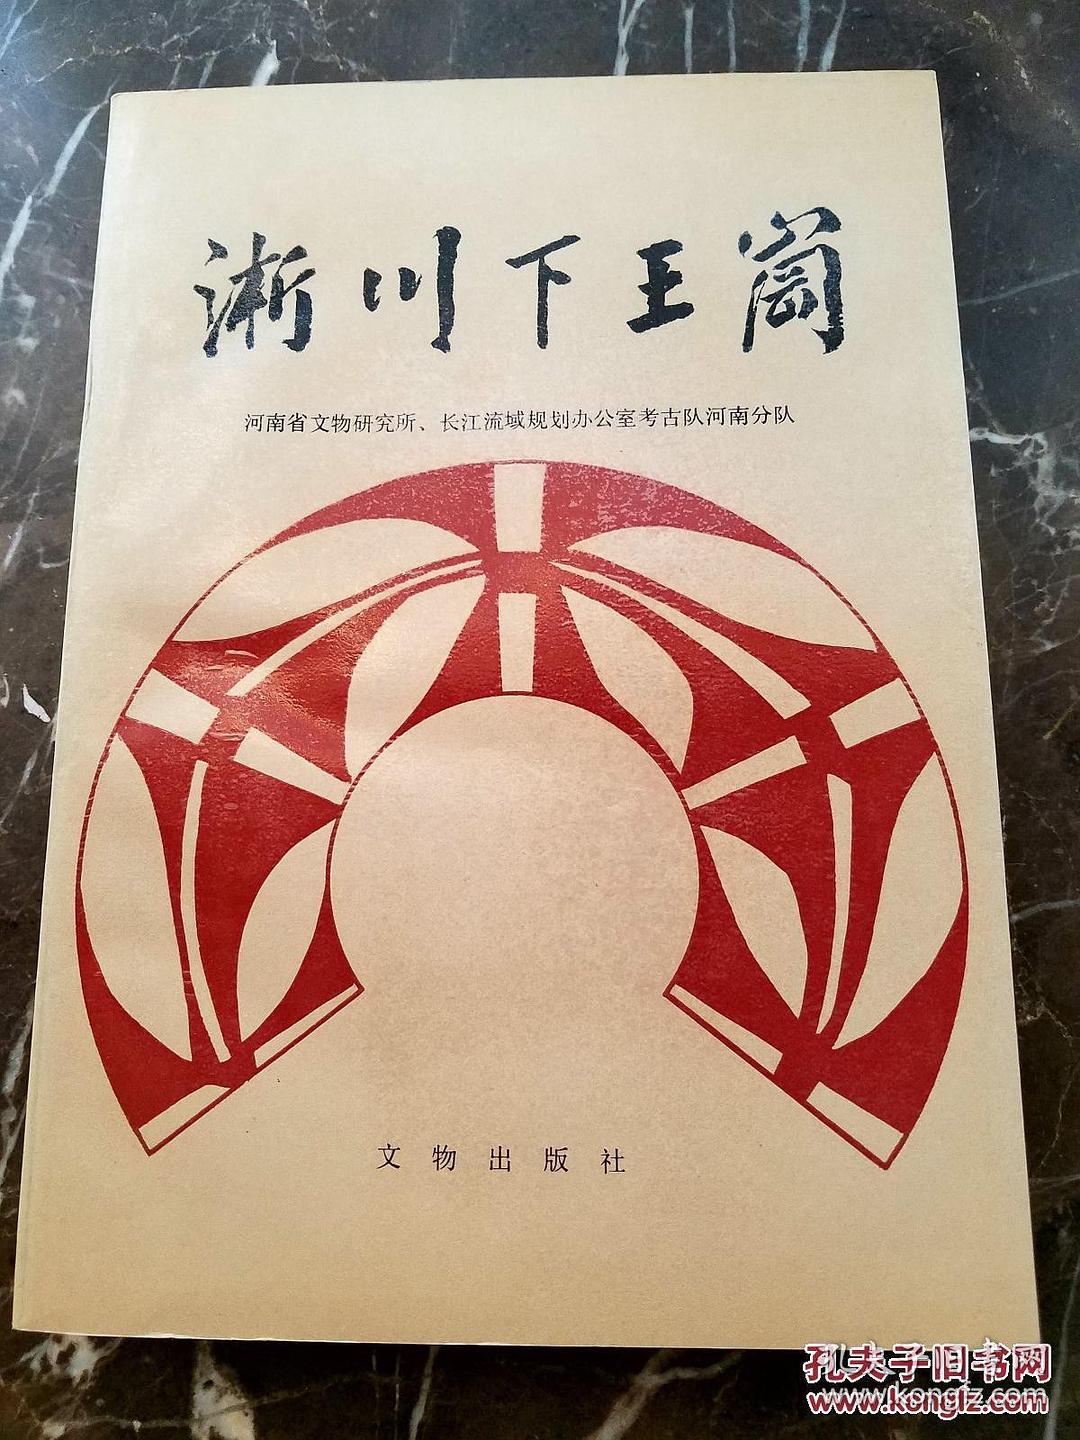 淅川下王岗
河南省文物研究所、长江流域规划办公室考古队河南分队
文物出版社
孔夫子旧书网
www.kongfz.com